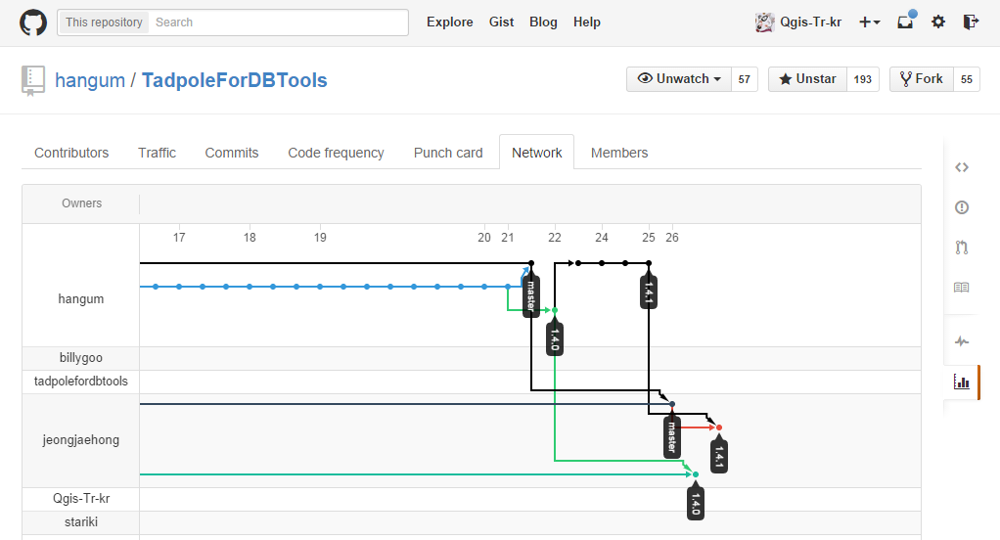 This repository Search Explore Gist Blog Help Qgis-Tr-kr
hangum / TadpoleForDBTools Unwatch 57 Unstar 193 Fork 55
Contributors Traffic Commits Code frequency Punch card Network Members
Owners
17 18 19 20 21 22 24 25 26
hangum
master
1.4.1
1.4.0
billygoo
tadpolefordbtools
jeongjaehong
master
1.4.1
1.4.0
Qgis-Tr-kr
stariki